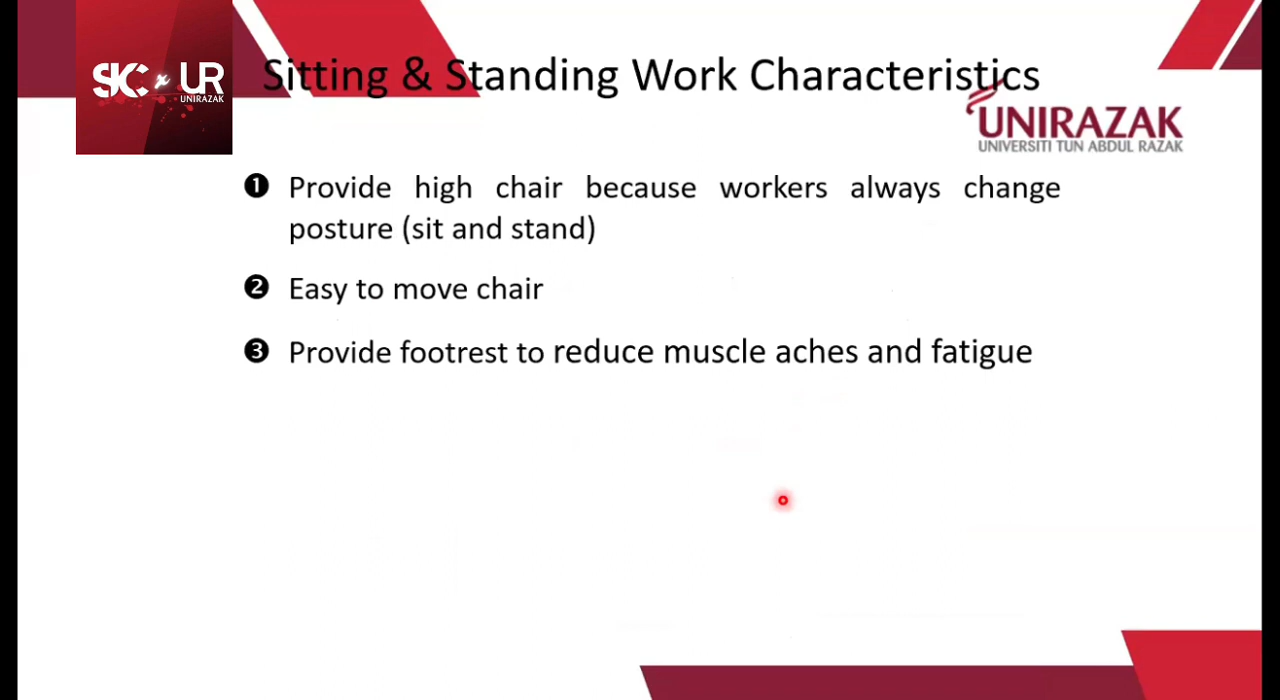 SIC x UR
UNIRAZAK
Sitting & Standing Work Characteristics
UNIRAZAK
UNIVERSITI TUN ABDUL RAZAK
❶ Provide high chair because workers always change
posture (sit and stand)
❷ Easy to move chair
❸ Provide footrest to reduce muscle aches and fatigue